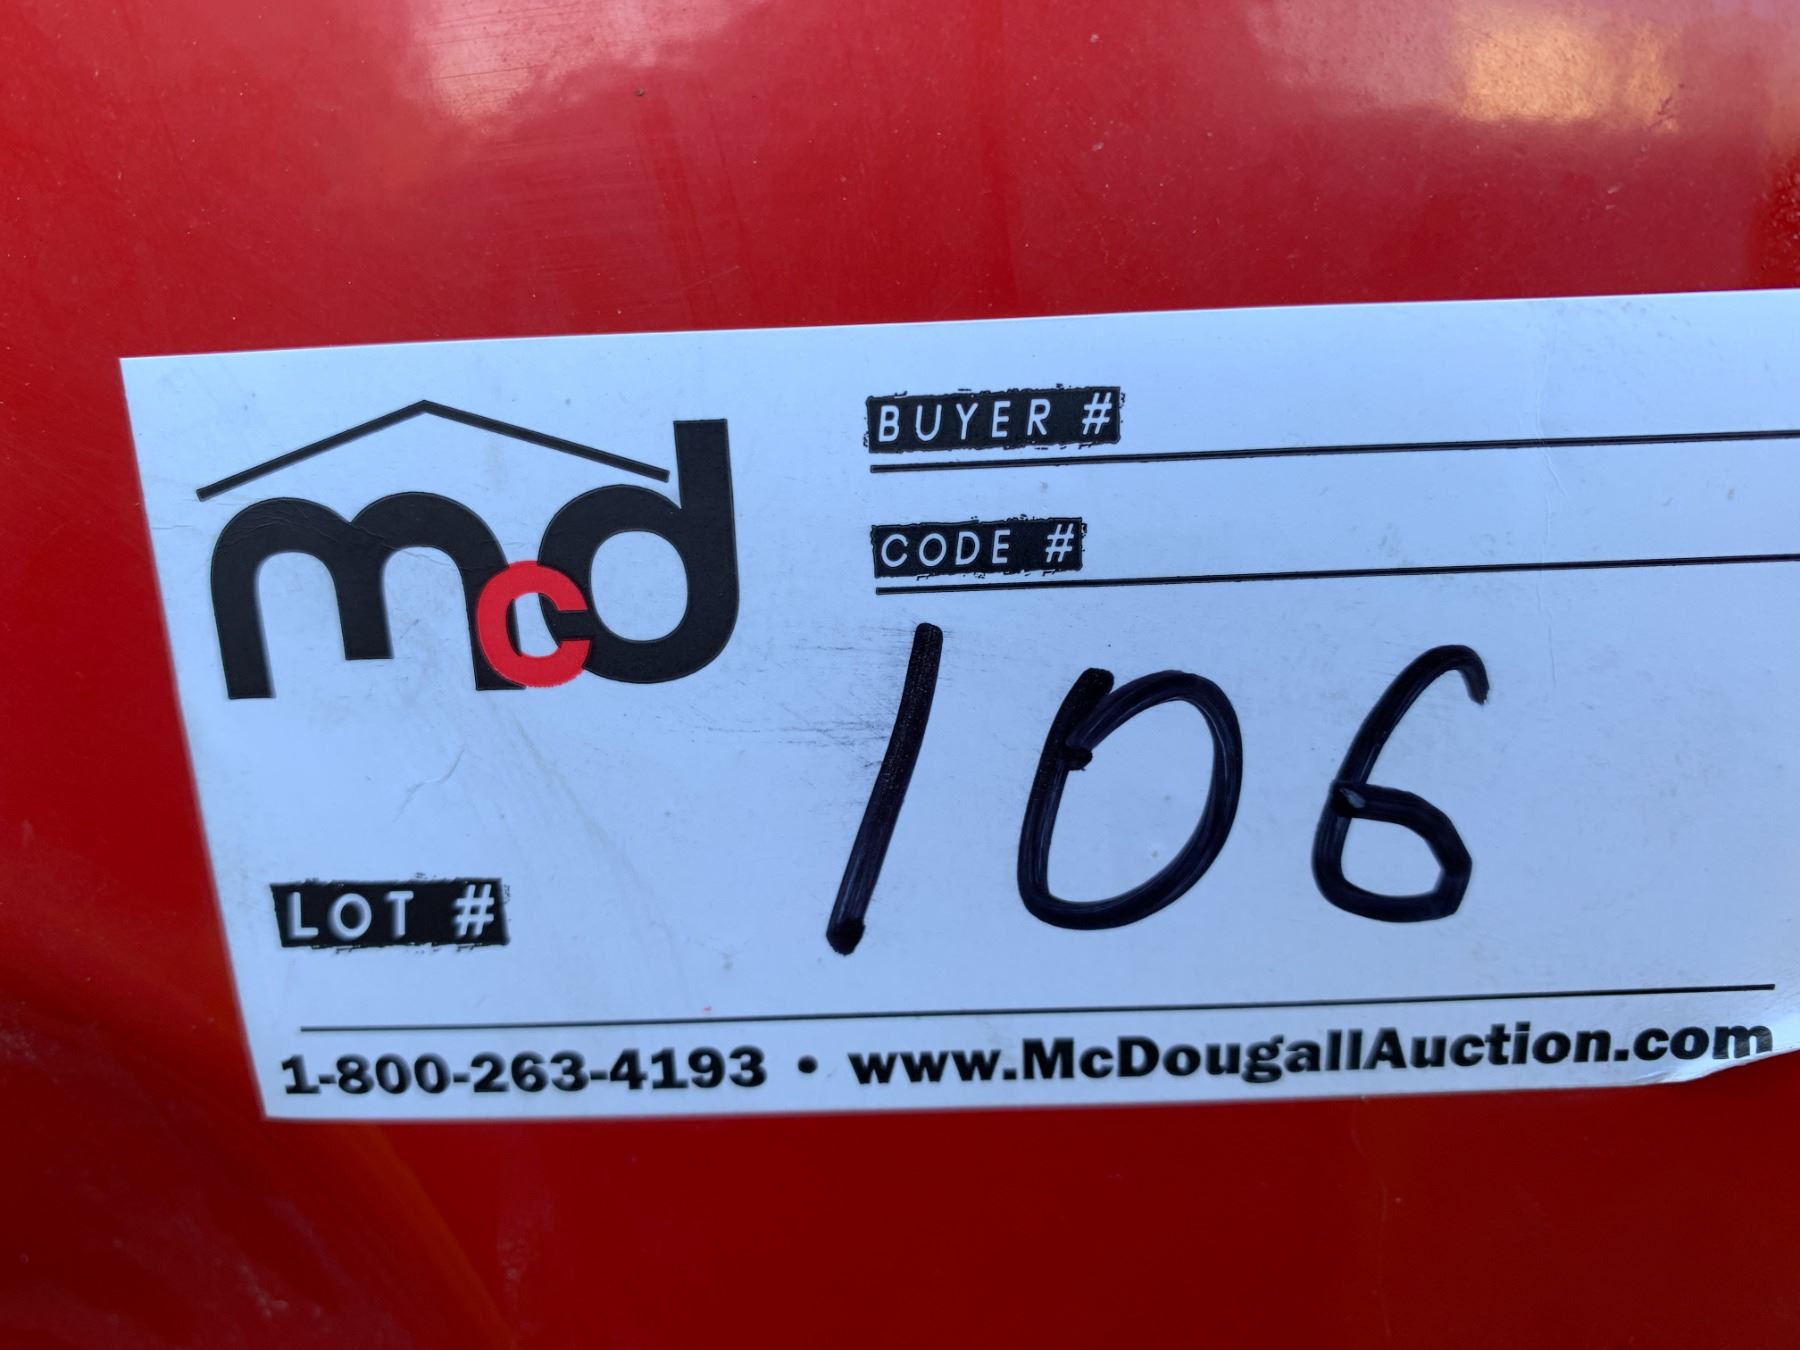 mcd
BUYER #
CODE #
LOT # 106
1-800-263-4193 • www.McDougallAuction.com